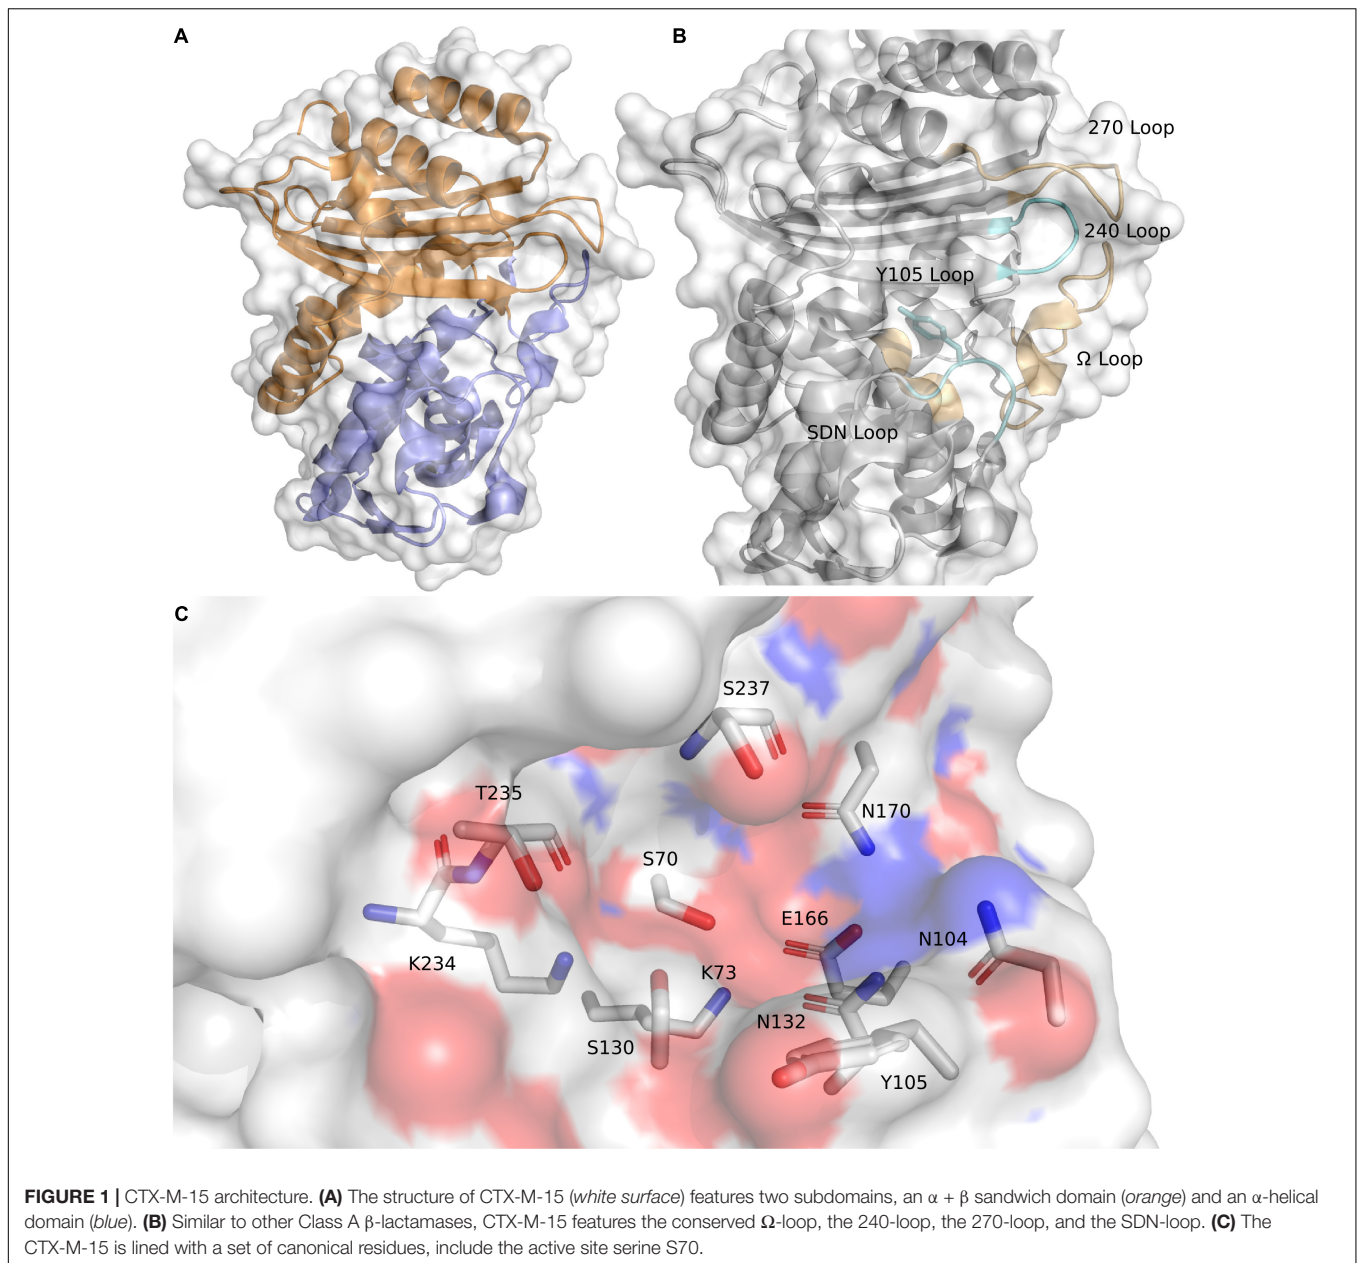 A
B
270 Loop
240 Loop
Y105 Loop
Ω Loop
SDN Loop
C
S237
T235
N170
S70
E166
N104
K234
K73
N132
S130
Y105
FIGURE 1 | CTX-M-15 architecture. (A) The structure of CTX-M-15 (white surface) features two subdomains, an α + β sandwich domain (orange) and an α-helical
domain (blue). (B) Similar to other Class A β-lactamases, CTX-M-15 features the conserved Ω-loop, the 240-loop, the 270-loop, and the SDN-loop. (C) The
CTX-M-15 is lined with a set of canonical residues, include the active site serine S70.